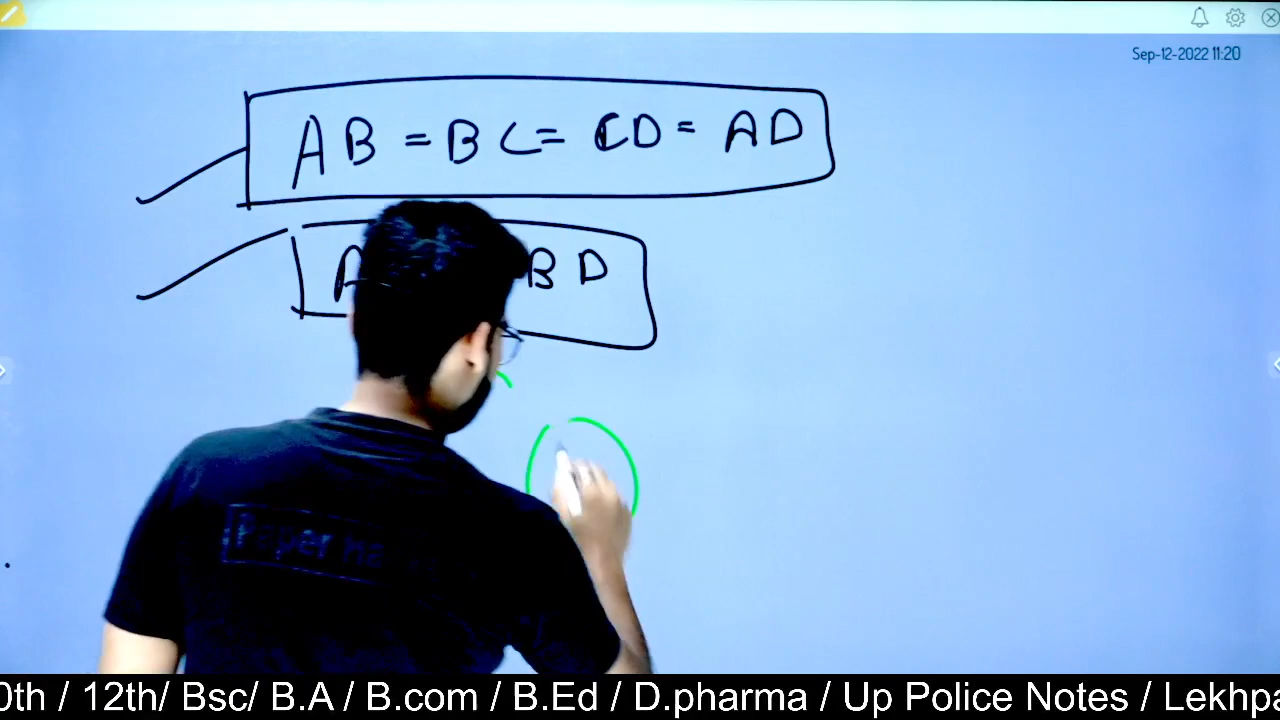 Sep-12-2022 11:20
AB = BC = CD = AD
BD
Paper
0th / 12th/ Bsc/ B.A / B.com / B.Ed / D.pharma / Up Police Notes / Lekhpa